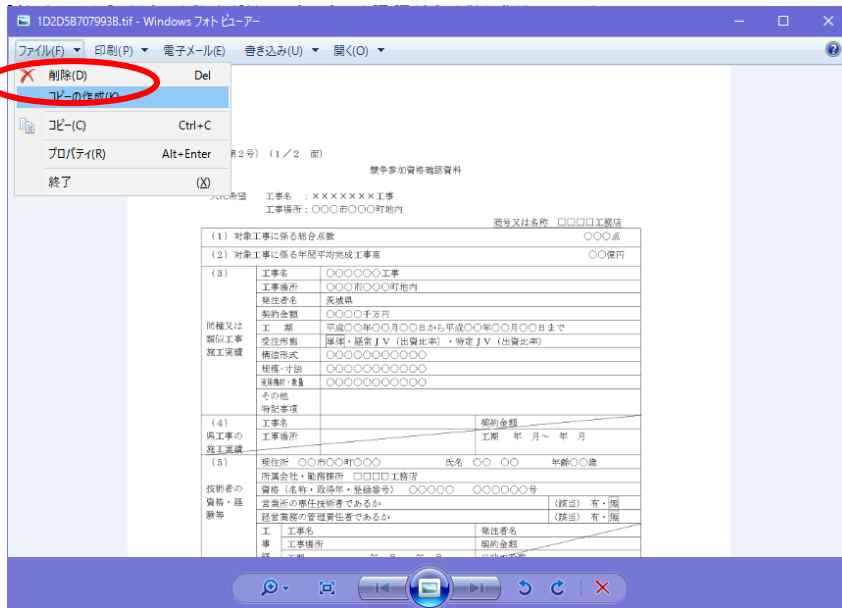 1D2D5B707993B.tif - Windows フォト ビューアー
ファイル(F) 印刷(P) 電子メール(E) 書き込み(U) 開く(O)
削除(D) Del
コピーの作成(K)
コピー(C) Ctrl+C
プロパティ(R) Alt+Enter
終了 (X)
第2号) (1/2 面)
競争参加資格確認資料
工事名 :×××××××工事
工事場所:○○○市○○○町地内
商号又は名称 □□□□工務店
(1) 対象工事に係る総合点数 ○○○点
(2) 対象工事に係る年間平均完成工事高 ○○億円
(3) 工事名 ○○○○○○工事
工事場所 ○○○市○○○町地内
発注者名 茨城県
契約金額 ○○○○千万円
同種又は 工 期 平成○○年○○月○○日から平成○○年○○月○○日まで
類似工事 受注形態 単体・経常JV(出資比率)・特定JV(出資比率)
施工実績 構造形式 ○○○○○○○○○○○
規模・寸法 ○○○○○○○○○○○
使用機材・数量 ○○○○○○○○○○○
その他
特記事項
(4) 工事名 契約金額
県工事の 工事場所 工期 年 月~ 年 月
施工実績
(5) 現住所 ○○市○○町○○○ 氏名 ○○ ○○ 年齢○○歳
所属会社・勤務課所 □□□□工務店
技術者の 資格(名称・取得年・登録番号) ○○○○○ ○○○○○○号
資格・経 営業所の専任技術者であるか (該当) 有・無
験等 経営業務の管理責任者であるか (該当) 有・無
工 工事名 発注者名
事 工事場所 契約金額